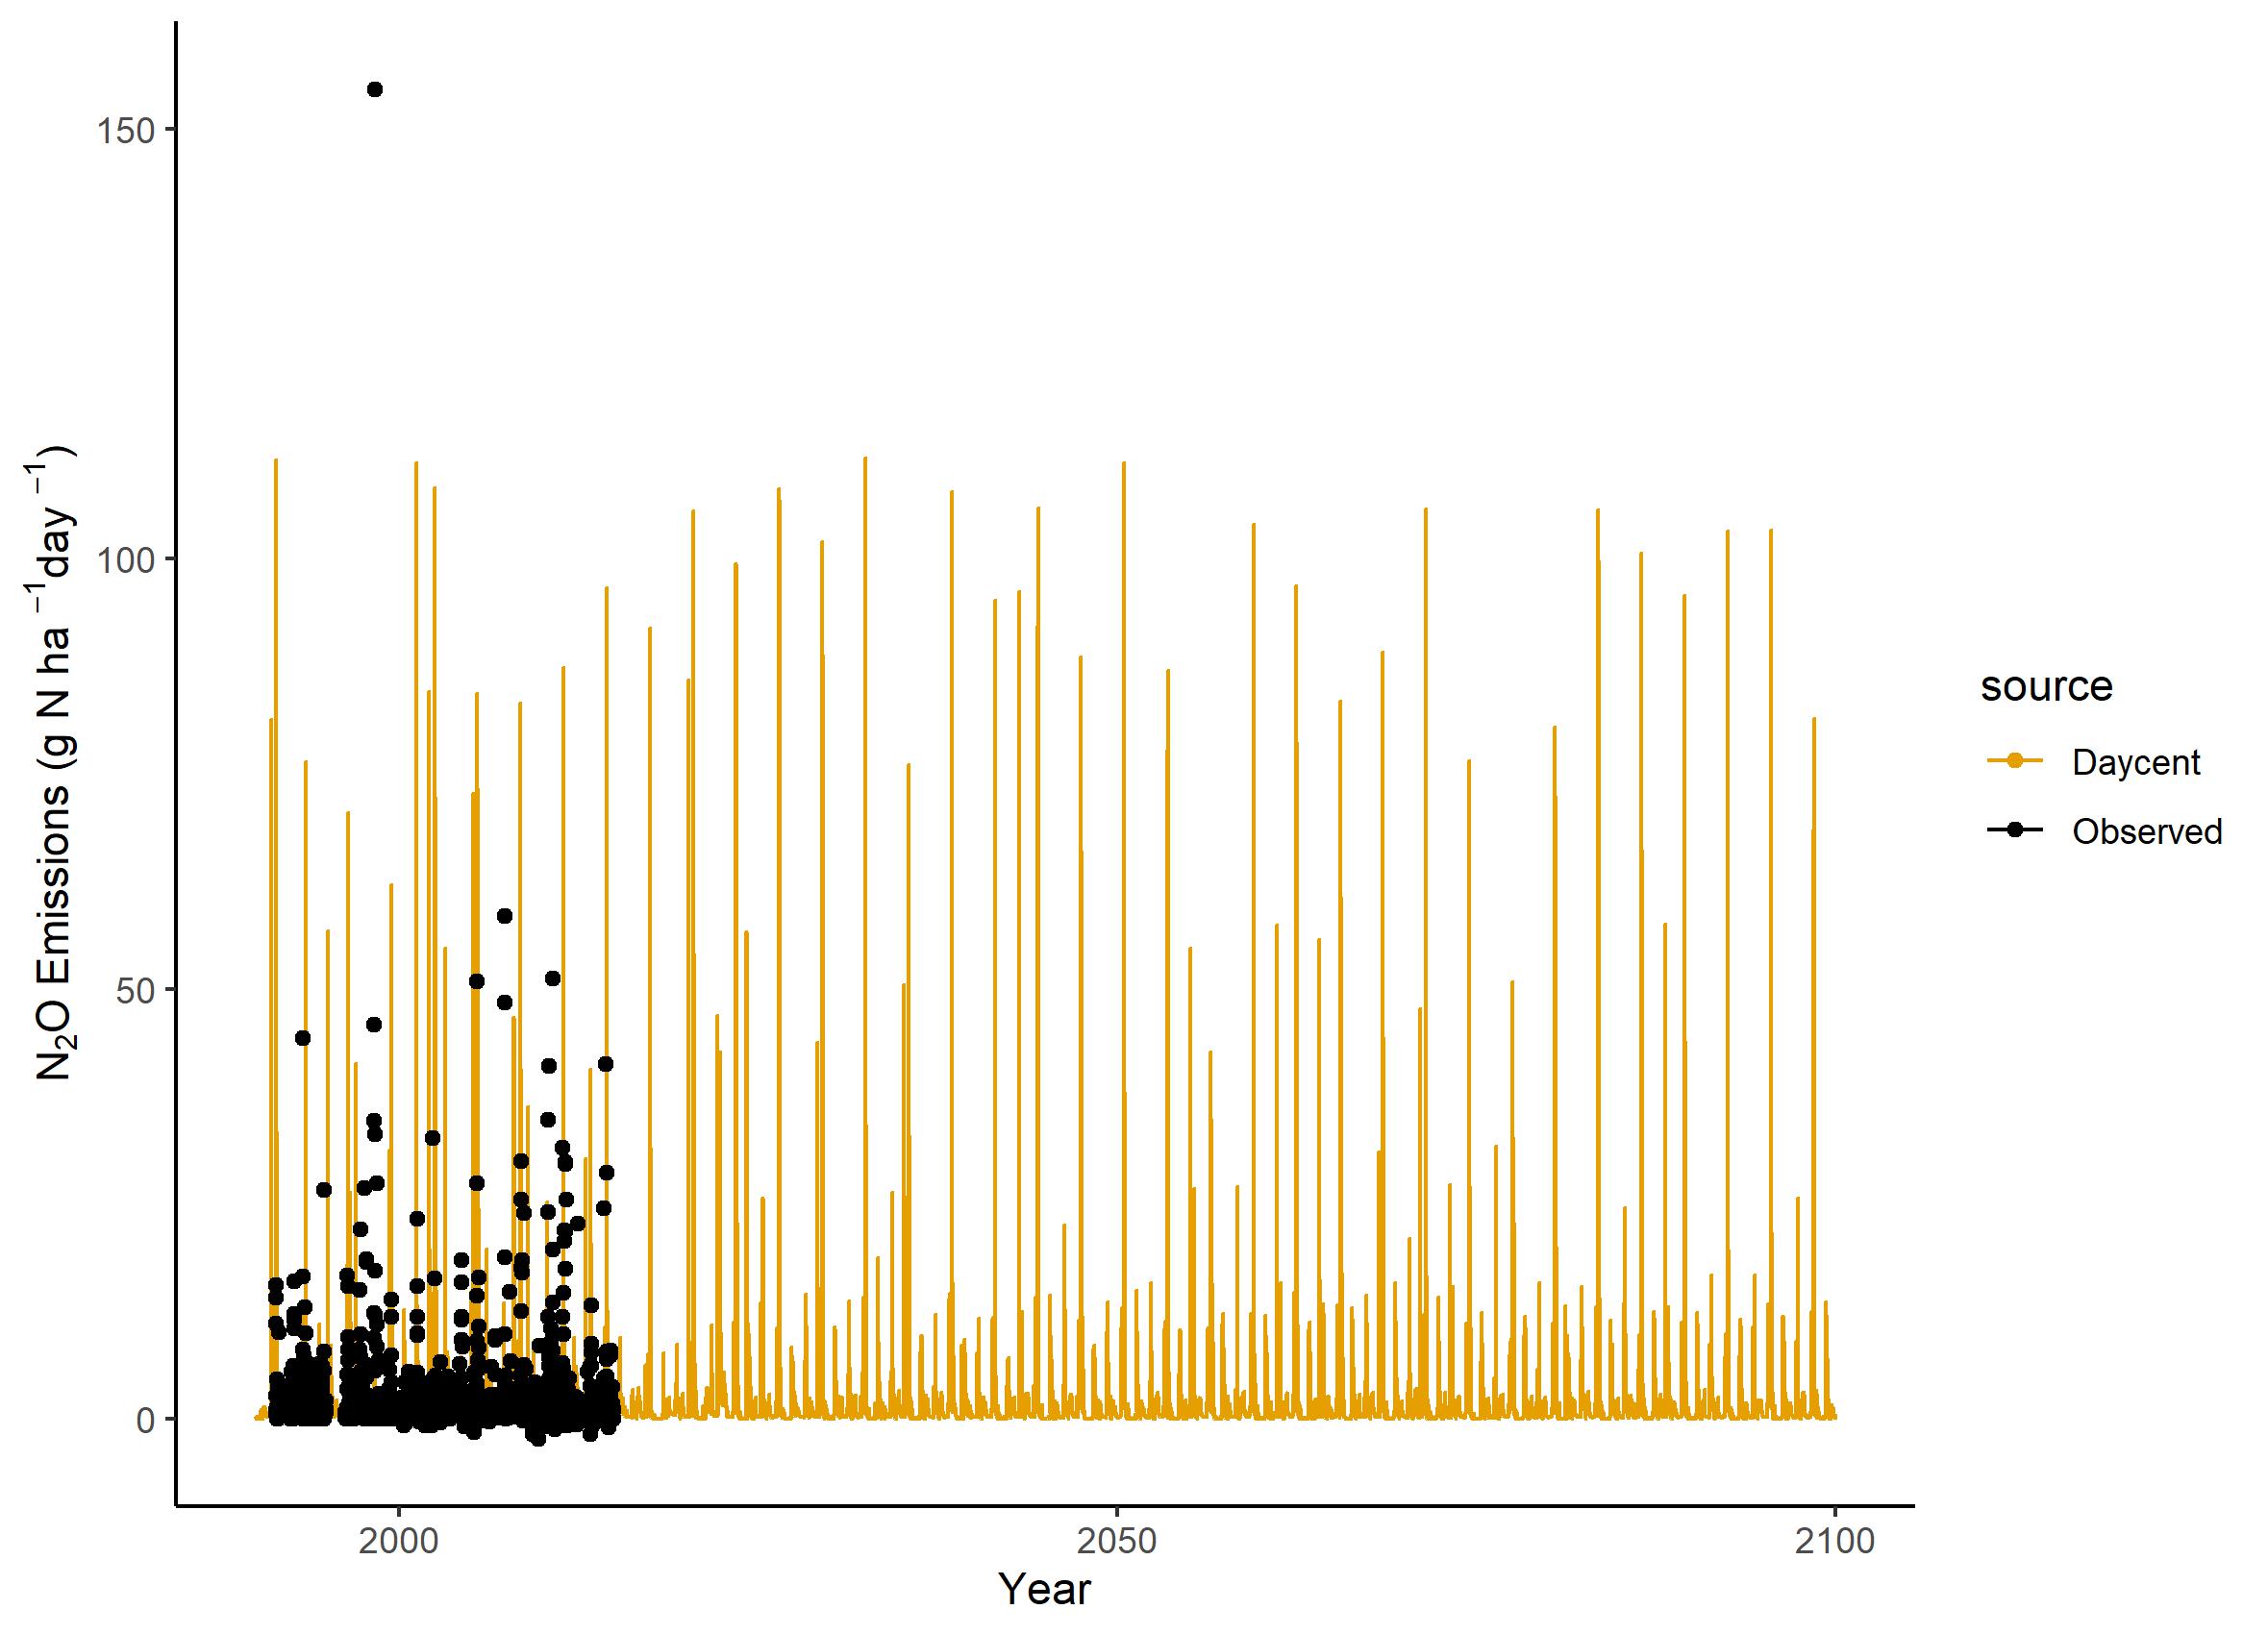 150
100
50
0
N₂O Emissions (g N ha ⁻¹day ⁻¹)
2000
2050
2100
Year
source
Daycent
Observed